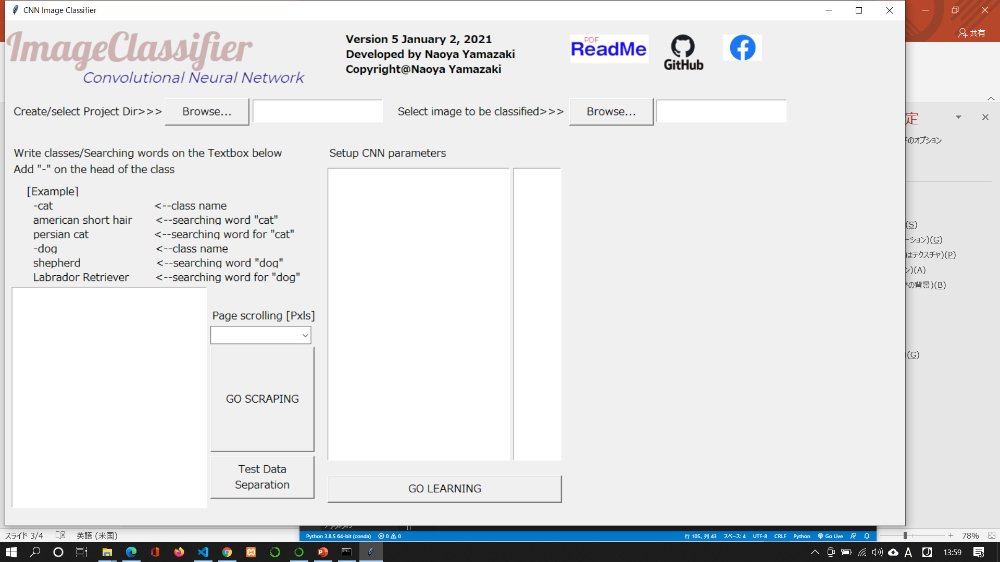 CNN Image Classifier
共有
ImageClassifier
Convolutional Neural Network
Version 5 January 2, 2021
Developed by Naoya Yamazaki
Copyright@Naoya Yamazaki
PDF
ReadMe
GitHub
Create/select Project Dir>>>
Browse...
Select image to be classified>>>
Browse...
定
のオプション
Write classes/Searching words on the Textbox below
Add "-" on the head of the class
Setup CNN parameters
[Example]
-cat <--class name
american short hair <--searching word "cat"
persian cat <--searching word for "cat"
-dog <--class name
shepherd <--searching word "dog"
Labrador Retriever <--searching word for "dog"
(S)
ーション)(G)
はテクスチャ)(P)
ン)(A)
の背景)(B)
Page scrolling [Pxls]
)(G)
GO SCRAPING
Test Data
Separation
GO LEARNING
スライド 3/4
英語 (米国)
Python 3.8.5 64-bit (conda)
0
0
行 105、列 43
スペース: 4
UTF-8
CRLF
Python
Go Live
78%
A
J
13:59